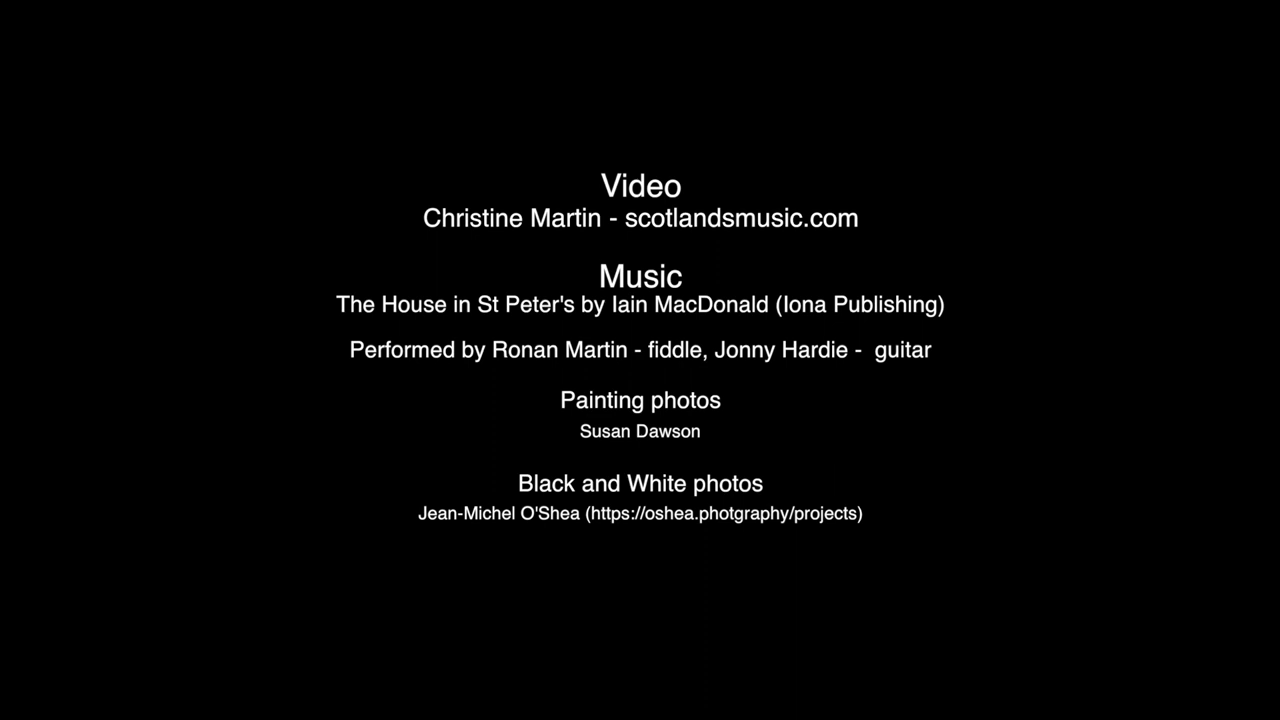 Video
Christine Martin - scotlandsmusic.com
Music
The House in St Peter's by Iain MacDonald (Iona Publishing)
Performed by Ronan Martin - fiddle, Jonny Hardie -  guitar
Painting photos
Susan Dawson
Black and White photos
Jean-Michel O'Shea (https://oshea.photgraphy/projects)